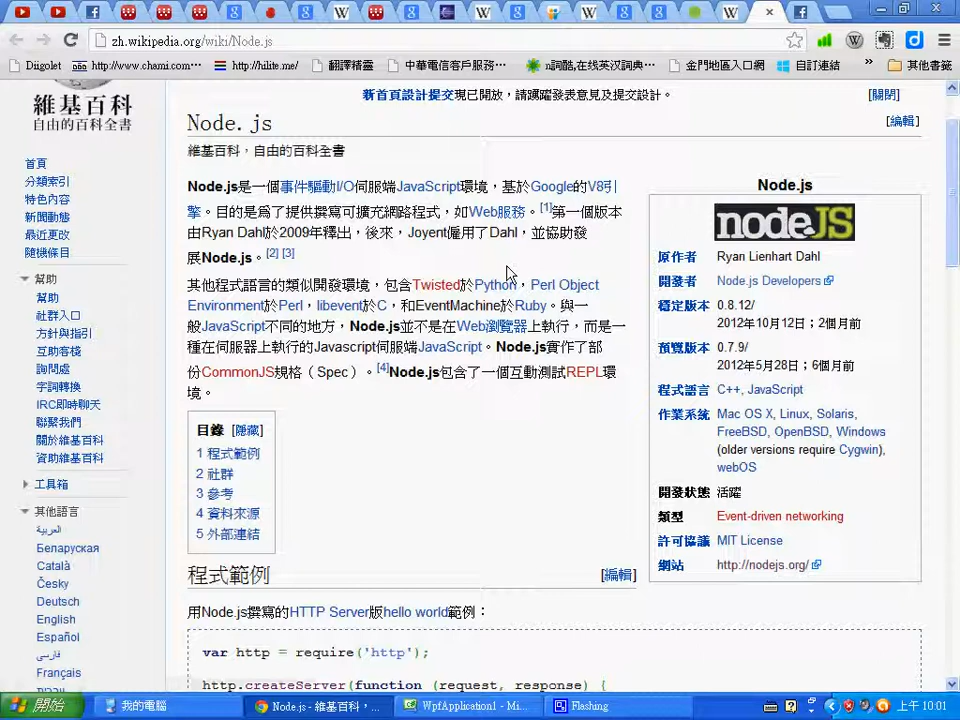 zh.wikipedia.org/wiki/Node.js
Diigolet
http://www.chami.com…
http://hilite.me/
翻譯精靈
中華電信客戶服務…
n詞酷,在线英汉詞典…
金門地區入口網
自訂連結
»
其他書籤
維基百科
自由的百科全書
首頁
分類索引
特色內容
新聞動態
最近更改
隨機條目
幫助
幫助
社群入口
方針與指引
互助客棧
詢問處
字詞轉換
IRC即時聊天
聯繫我們
關於維基百科
資助維基百科
工具箱
其他語言
العربية
Беларуская
Català
Česky
Deutsch
English
Español
فارسی
Français
新首頁設計提交現已開放，請踴躍發表意見及提交設計。
[關閉]
Node.js
[編輯]
維基百科，自由的百科全書
Node.js是一個事件驅動I/O伺服端JavaScript環境，基於Google的V8引
擎。目的是為了提供撰寫可擴充網路程式，如Web服務。[1]第一個版本
由Ryan Dahl於2009年釋出，後來，Joyent僱用了Dahl，並協助發
展Node.js。[2] [3]
其他程式語言的類似開發環境，包含Twisted於Python，Perl Object
Environment於Perl，libevent於C，和EventMachine於Ruby。與一
般JavaScript不同的地方，Node.js並不是在Web瀏覽器上執行，而是一
種在伺服器上執行的Javascript伺服端JavaScript。Node.js實作了部
份CommonJS規格（Spec）。[4]Node.js包含了一個互動測試REPL環
境。
目錄 [隱藏]
1 程式範例
2 社群
3 參考
4 資料來源
5 外部連結
程式範例
[編輯]
用Node.js撰寫的HTTP Server版hello world範例：
var http = require('http');
http.createServer(function (request, response) {
Node.js
nodeJS
原作者 Ryan Lienhart Dahl
開發者 Node.js Developers
穩定版本 0.8.12/
2012年10月12日；2個月前
預覽版本 0.7.9/
2012年5月28日；6個月前
程式語言 C++, JavaScript
作業系統 Mac OS X, Linux, Solaris,
FreeBSD, OpenBSD, Windows
(older versions require Cygwin),
webOS
開發狀態 活躍
類型 Event-driven networking
許可協議 MIT License
網站 http://nodejs.org/
開始
我的電腦
Node.js - 維基百科，...
WpfApplication1 - Mi...
Flashing
上午 10:01